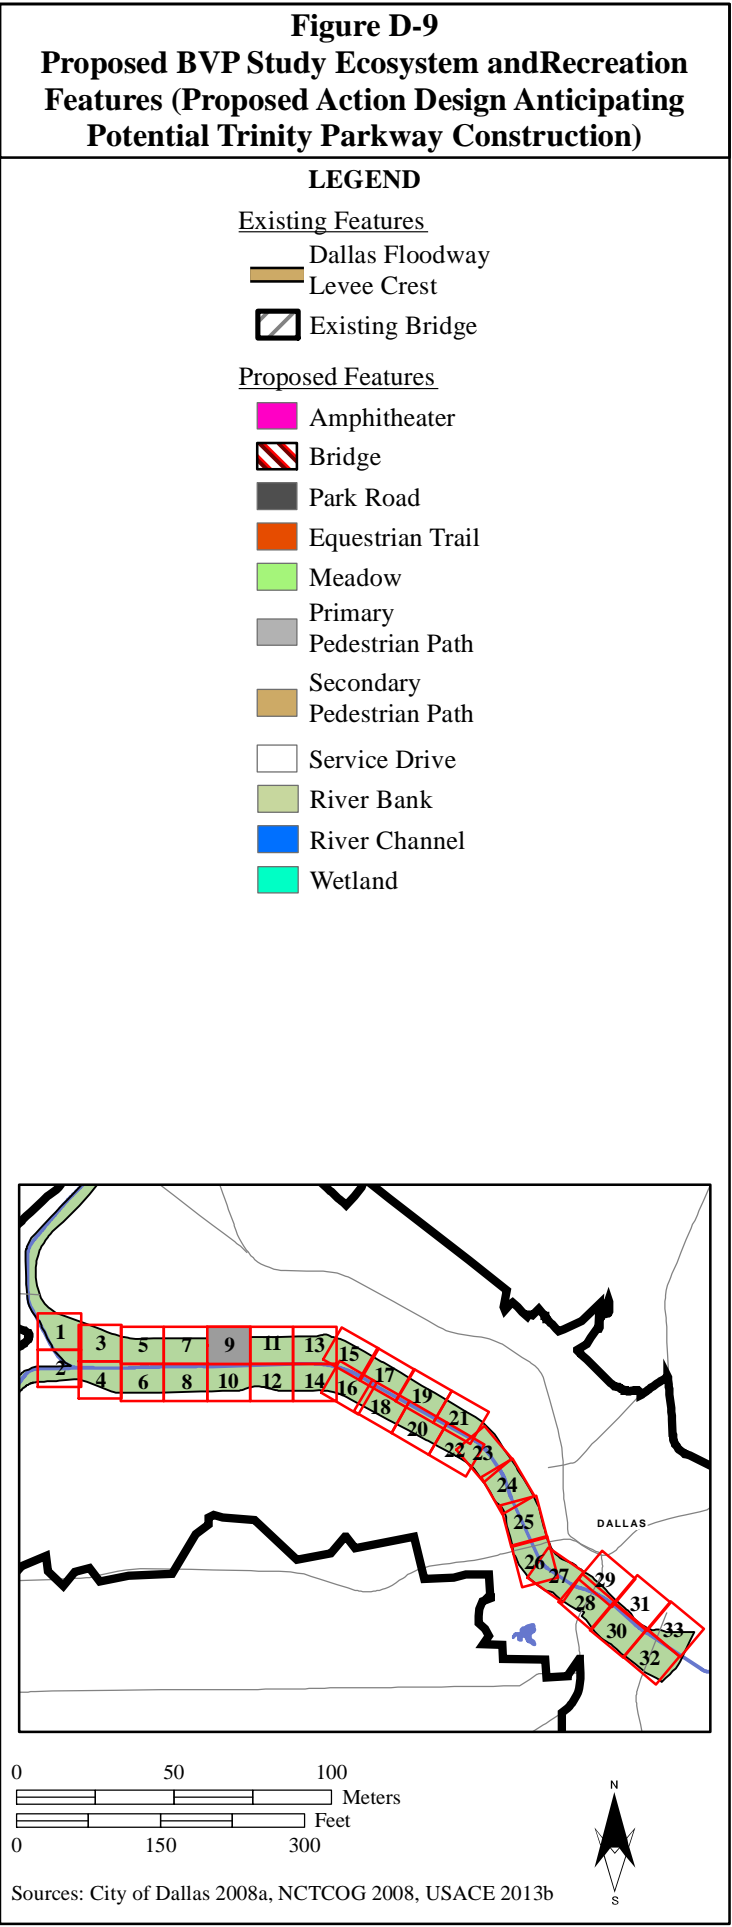 Figure D-9
Proposed BVP Study Ecosystem andRecreation
Features (Proposed Action Design Anticipating
Potential Trinity Parkway Construction)
LEGEND
Existing Features
Dallas Floodway
Levee Crest
Existing Bridge
Proposed Features
Amphitheater
Bridge
Park Road
Equestrian Trail
Meadow
Primary
Pedestrian Path
Secondary
Pedestrian Path
Service Drive
River Bank
River Channel
Wetland
1
2
3
4
5
6
7
8
9
10
11
12
13
14
15
16
17
18
19
20
21
22
23
24
25
26
27
28
29
30
31
32
33
DALLAS
0 50 100
Meters
Feet
0 150 300
N
S
Sources: City of Dallas 2008a, NCTCOG 2008, USACE 2013b